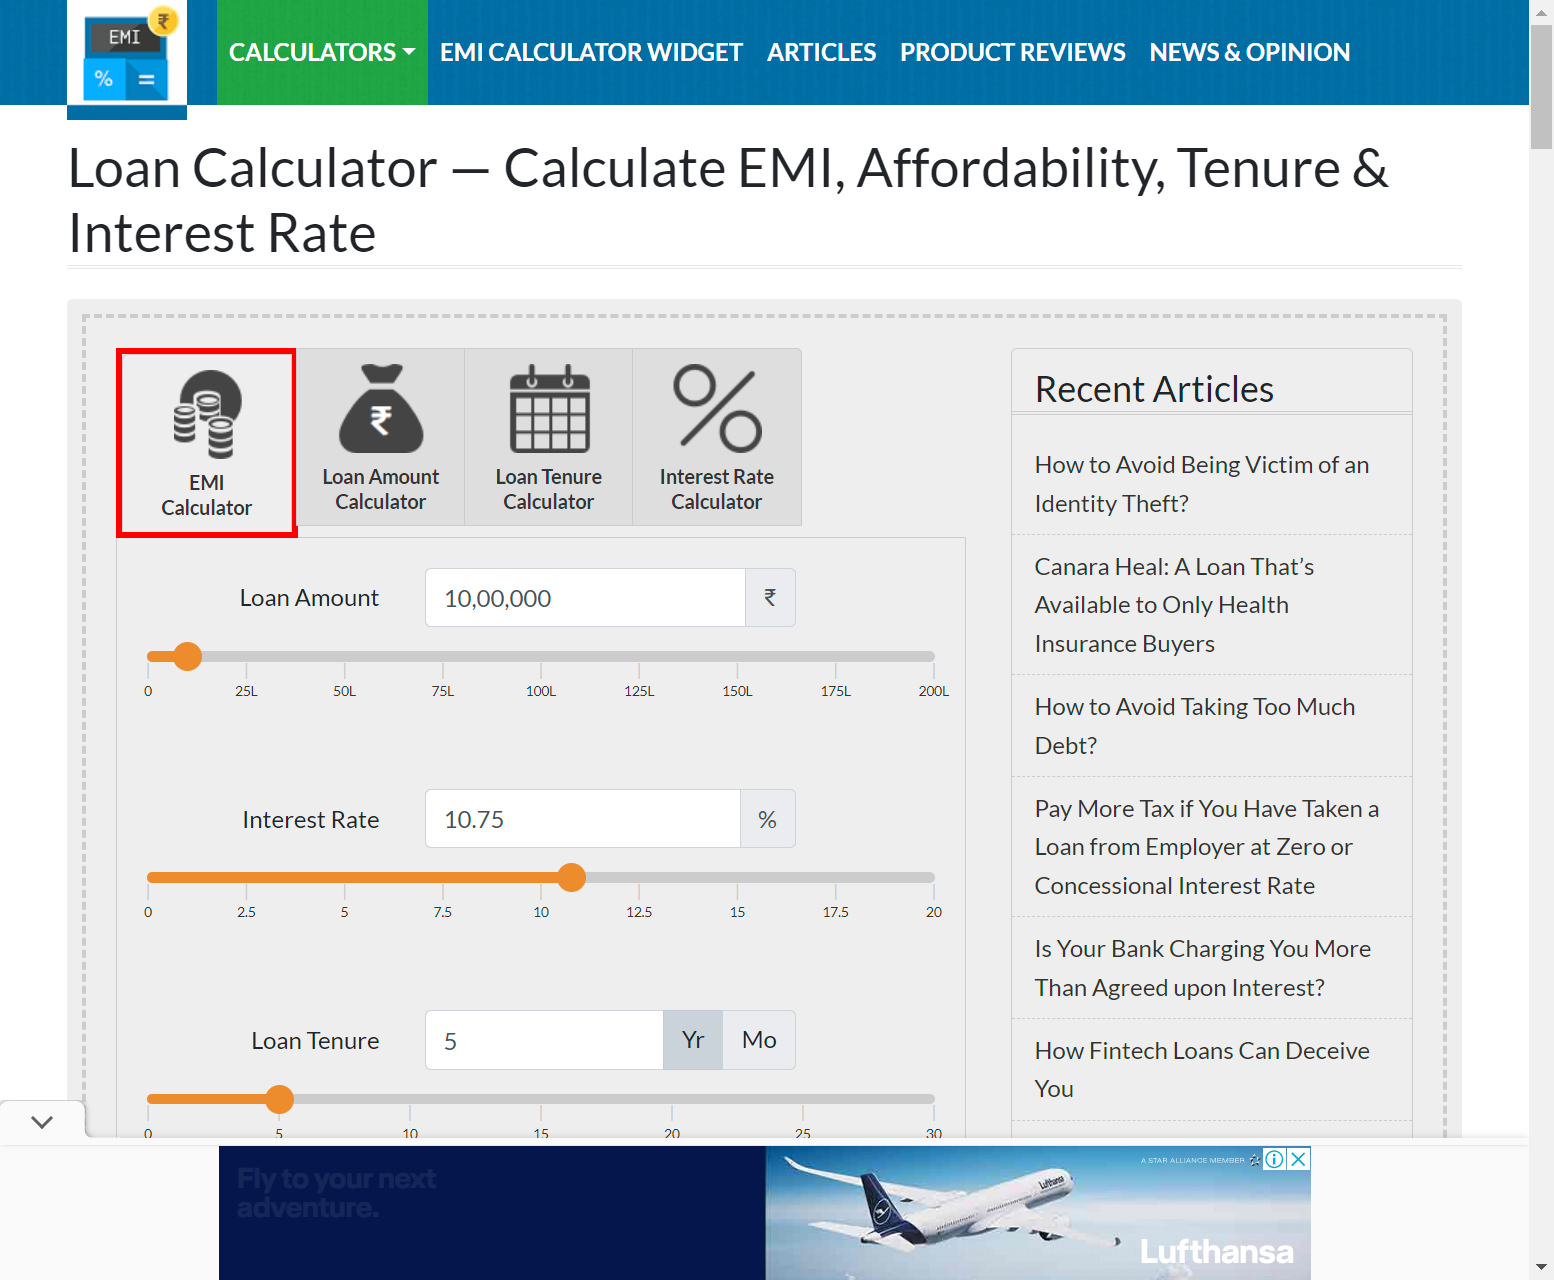 EMI
₹
%
=
CALCULATORS
EMI CALCULATOR WIDGET
ARTICLES
PRODUCT REVIEWS
NEWS & OPINION
Loan Calculator — Calculate EMI, Affordability, Tenure &
Interest Rate
EMI
Calculator
₹
Loan Amount
Calculator
Loan Tenure
Calculator
Interest Rate
Calculator
Loan Amount
10,00,000
₹
0 25L 50L 75L 100L 125L 150L 175L 200L
Interest Rate
10.75
%
0 2.5 5 7.5 10 12.5 15 17.5 20
Loan Tenure
5
Yr
Mo
0 5 10 15 20 25 30
Recent Articles
How to Avoid Being Victim of an
Identity Theft?
Canara Heal: A Loan That’s
Available to Only Health
Insurance Buyers
How to Avoid Taking Too Much
Debt?
Pay More Tax if You Have Taken a
Loan from Employer at Zero or
Concessional Interest Rate
Is Your Bank Charging You More
Than Agreed upon Interest?
How Fintech Loans Can Deceive
You
Fly to your next
adventure.
A STAR ALLIANCE MEMBER
Lufthansa
Lufthansa